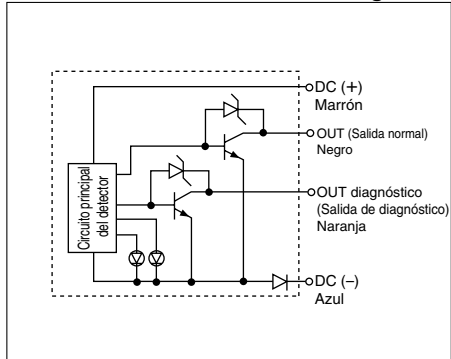 DC (+)
Marrón
OUT (Salida normal)
Negro
OUT diagnóstico
(Salida de diagnóstico)
Naranja
Circuito principal
del detector
DC (–)
Azul